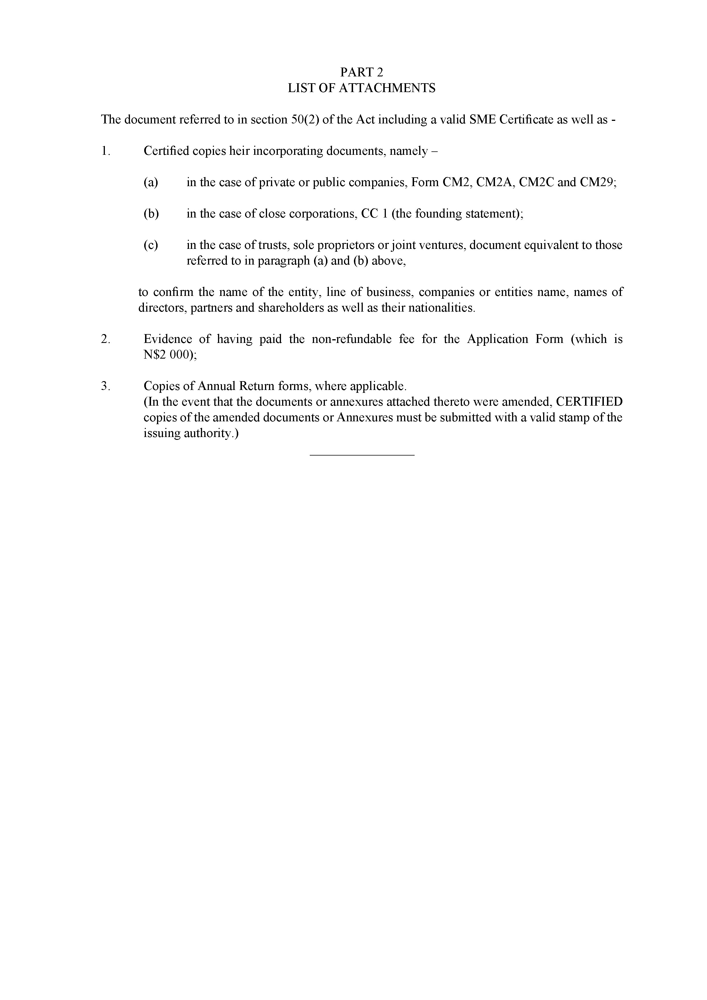 PART 2
LIST OF ATTACHMENTS
The document referred to in section 50(2) of the Act including a valid SME Certificate as well as -
1. Certified copies heir incorporating documents, namely –
(a) in the case of private or public companies, Form CM2, CM2A, CM2C and CM29;
(b) in the case of close corporations, CC 1 (the founding statement);
(c) in the case of trusts, sole proprietors or joint ventures, document equivalent to those
referred to in paragraph (a) and (b) above,
to confirm the name of the entity, line of business, companies or entities name, names of
directors, partners and shareholders as well as their nationalities.
2. Evidence of having paid the non-refundable fee for the Application Form (which is
N$2 000);
3. Copies of Annual Return forms, where applicable.
(In the event that the documents or annexures attached thereto were amended, CERTIFIED
copies of the amended documents or Annexures must be submitted with a valid stamp of the
issuing authority.)